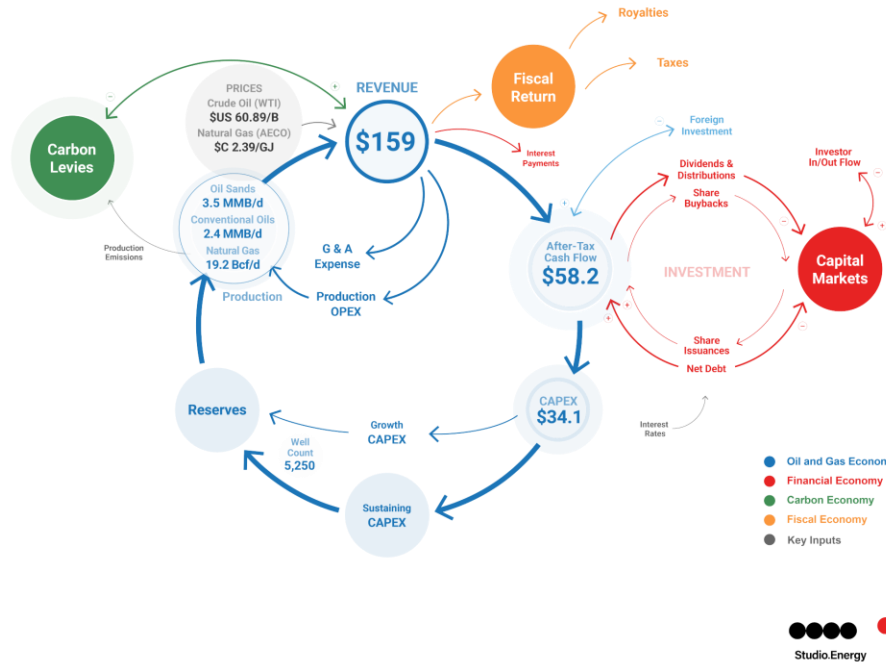 Royalties
Taxes
Fiscal
Return
REVENUE
$159
PRICES
Crude Oil (WTI)
$US 60.89/B
Natural Gas (AECO)
$C 2.39/GJ
Carbon
Levies
Oil Sands
3.5 MMB/d
Conventional Oils
2.4 MMB/d
Natural Gas
19.2 Bcf/d
Production
Emissions
Production
G & A
Expense
Production
OPEX
Interest
Payments
Foreign
Investment
Dividends &
Distributions
Share
Buybacks
Investor
In/Out Flow
After-Tax
Cash Flow
$58.2
INVESTMENT
Capital
Markets
Share
Issuances
Net Debt
Interest
Rates
CAPEX
$34.1
Growth
CAPEX
Reserves
Well
Count
5,250
Sustaining
CAPEX
Oil and Gas Econom
Financial Economy
Carbon Economy
Fiscal Economy
Key Inputs
Studio.Energy